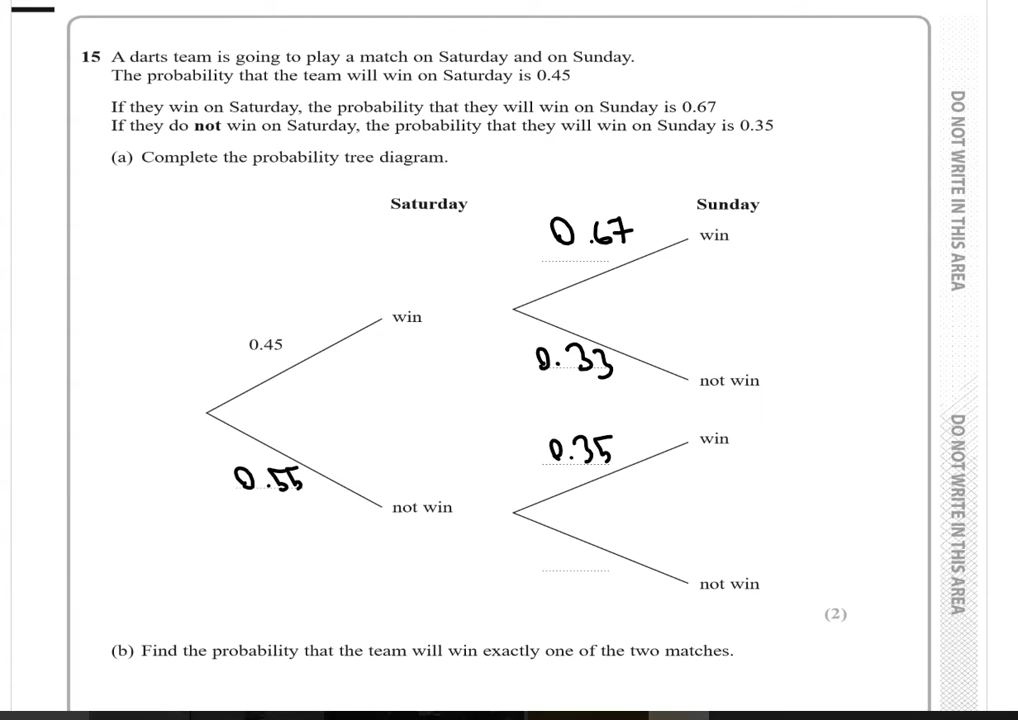 15 A darts team is going to play a match on Saturday and on Sunday.
The probability that the team will win on Saturday is 0.45
If they win on Saturday, the probability that they will win on Sunday is 0.67
If they do not win on Saturday, the probability that they will win on Sunday is 0.35
(a) Complete the probability tree diagram.
Saturday
Sunday
0.67
win
win
0.45
0.33
not win
win
0.35
0.55
not win
not win
(2)
(b) Find the probability that the team will win exactly one of the two matches.
DO NOT WRITE IN THIS AREA
DO NOT WRITE IN THIS AREA